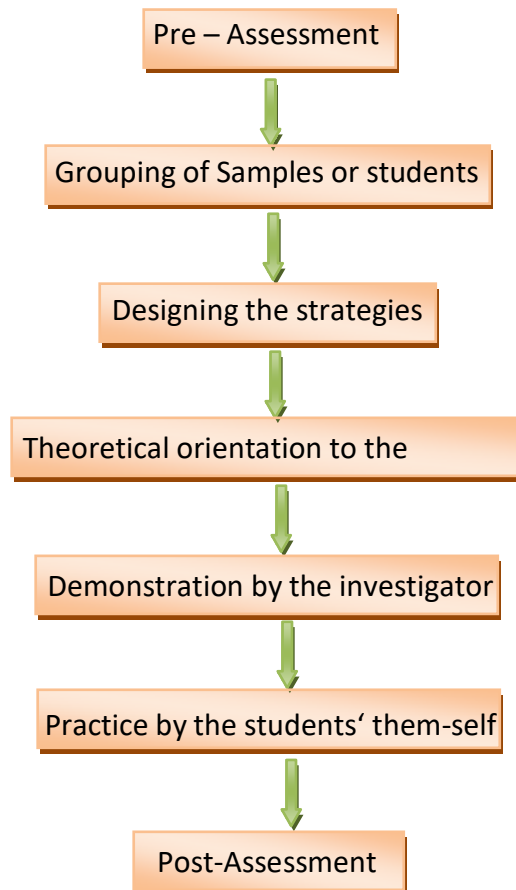 Pre – Assessment
Grouping of Samples or students
Designing the strategies
Theoretical orientation to the
Demonstration by the investigator
Practice by the students‘ them-self
Post-Assessment